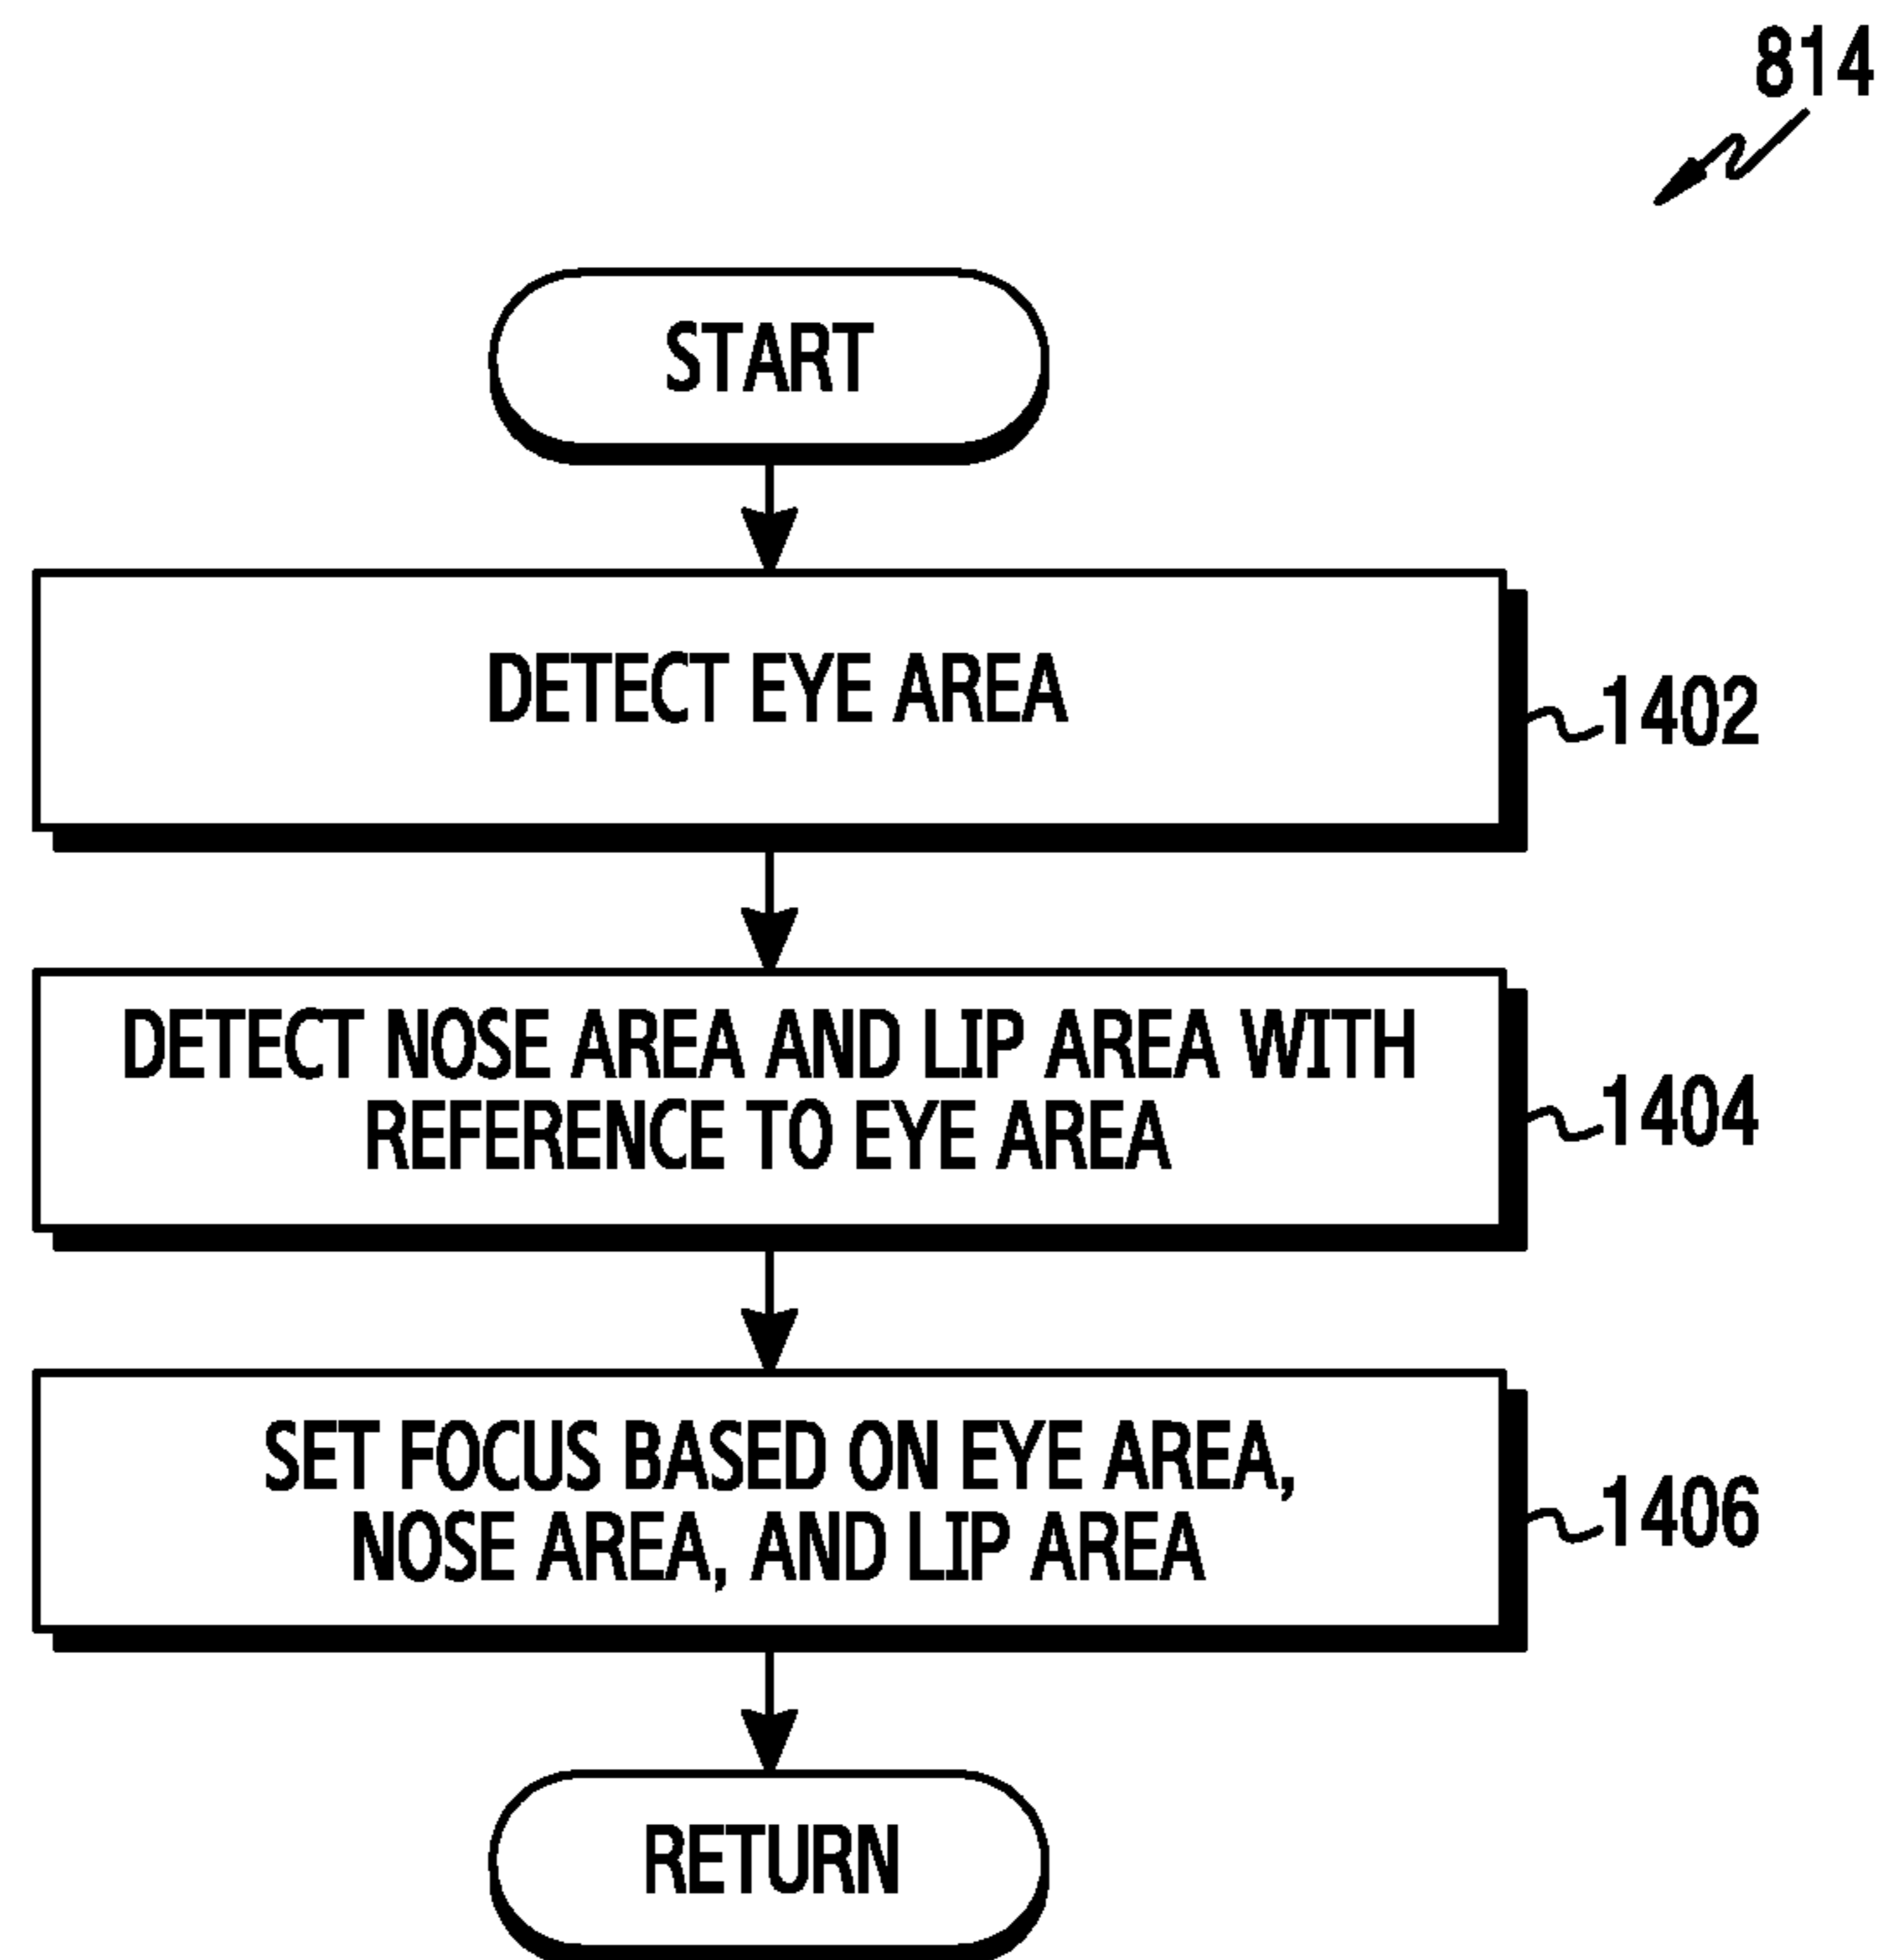 814
START
DETECT EYE AREA
1402
DETECT NOSE AREA AND LIP AREA WITH
REFERENCE TO EYE AREA
1404
SET FOCUS BASED ON EYE AREA,
NOSE AREA, AND LIP AREA
1406
RETURN